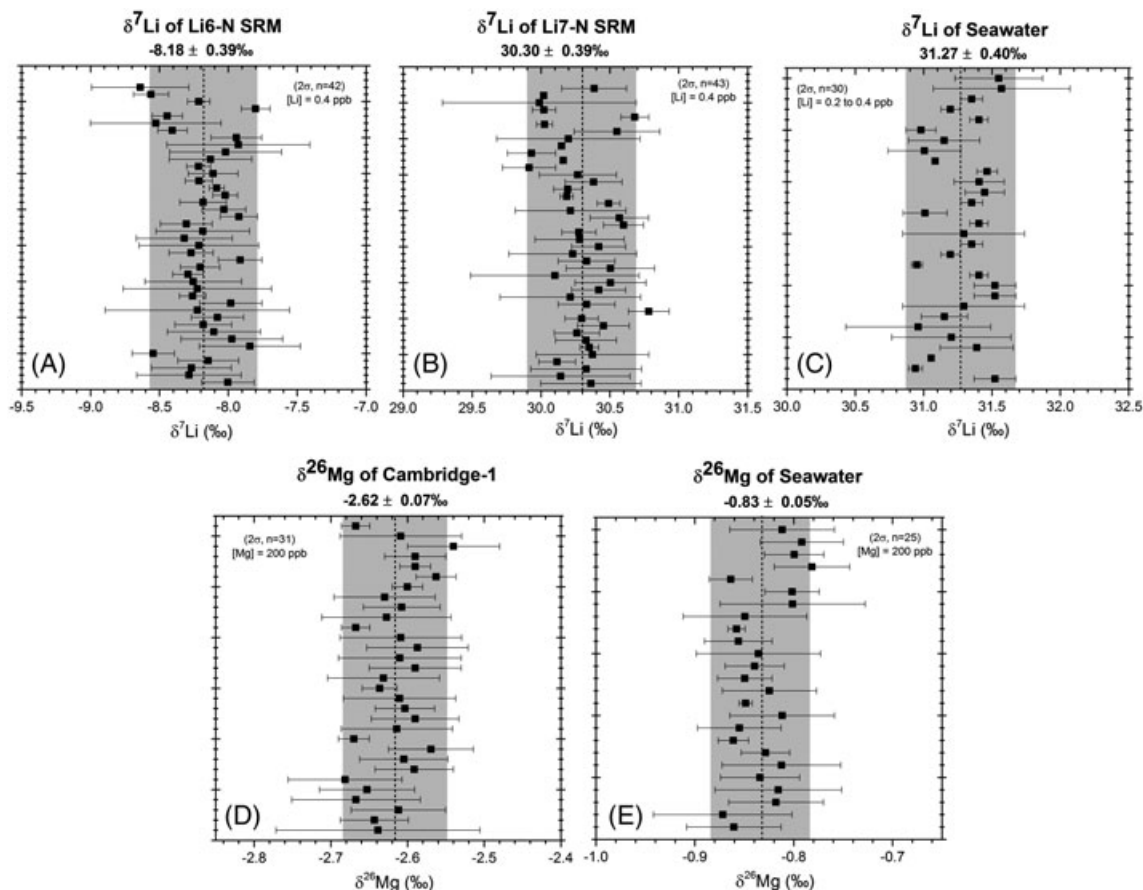 δ⁷Li of Li6-N SRM
-8.18 ± 0.39‰
(2σ, n=42)
[Li] = 0.4 ppb
(A)
-9.5 -9.0 -8.5 -8.0 -7.5 -7.0
δ⁷Li (‰)
δ⁷Li of Li7-N SRM
30.30 ± 0.39‰
(2σ, n=43)
[Li] = 0.4 ppb
(B)
29.0 29.5 30.0 30.5 31.0 31.5
δ⁷Li (‰)
δ⁷Li of Seawater
31.27 ± 0.40‰
(2σ, n=30)
[Li] = 0.2 to 0.4 ppb
(C)
30.0 30.5 31.0 31.5 32.0 32.5
δ⁷Li (‰)
δ²⁶Mg of Cambridge-1
-2.62 ± 0.07‰
(2σ, n=31)
[Mg] = 200 ppb
(D)
-2.8 -2.7 -2.6 -2.5 -2.4
δ²⁶Mg (‰)
δ²⁶Mg of Seawater
-0.83 ± 0.05‰
(2σ, n=25)
[Mg] = 200 ppb
(E)
-1.0 -0.9 -0.8 -0.7
δ²⁶Mg (‰)